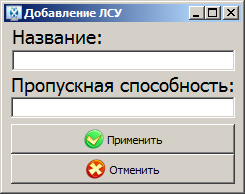 Добавление ЛСУ
Название:
Пропускная способность:
Применить
Отменить